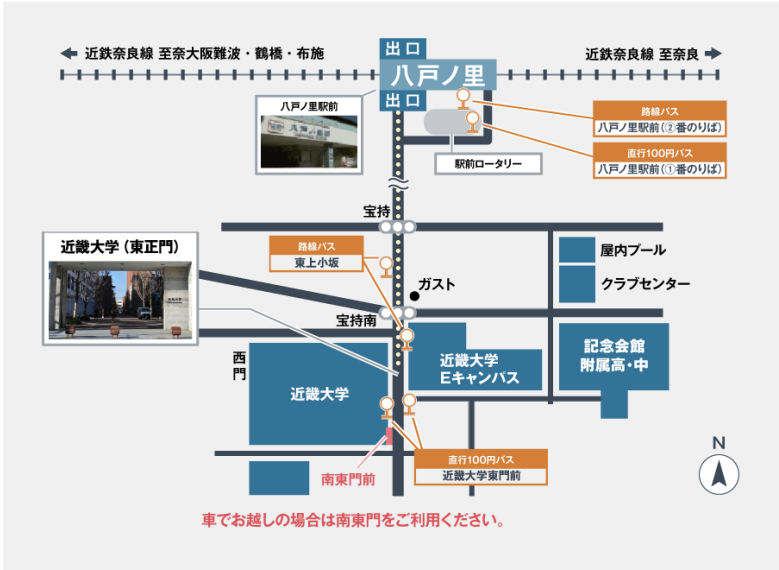 近鉄奈良線 至奈大阪難波・鶴橋・布施
出口
近鉄奈良線 至奈良
八戸ノ里
出口
八戸ノ里駅前
路線バス
八戸ノ里駅前(②番のりば)
直行100円バス
八戸ノ里駅前(①番のりば)
駅前ロータリー
宝持
近畿大学(東正門)
路線バス
東上小坂
屋内プール
ガスト
クラブセンター
宝持南
西門
近畿大学
近畿大学
Eキャンパス
記念会館
附属高・中
N
直行100円バス
近畿大学東門前
南東門前
車でお越しの場合は南東門をご利用ください。